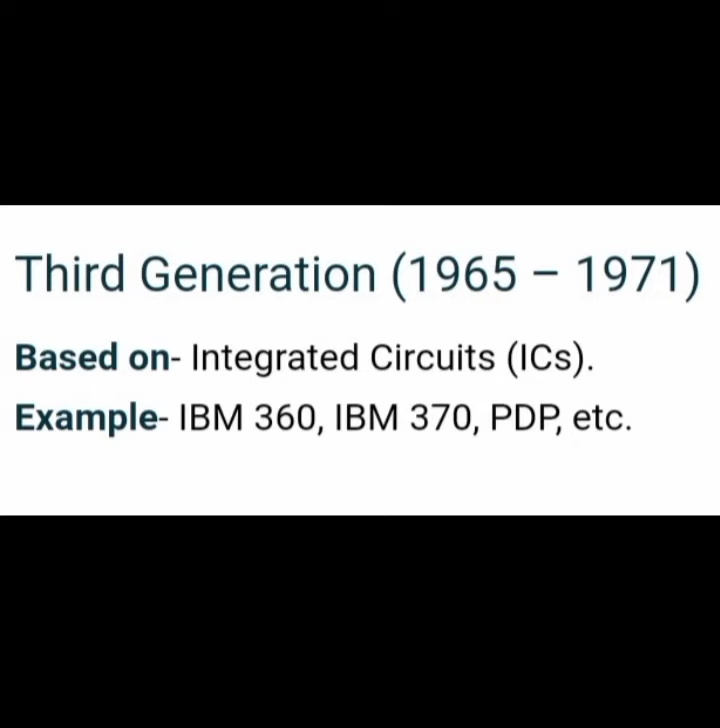 Third Generation (1965 – 1971)
Based on- Integrated Circuits (ICs).
Example- IBM 360, IBM 370, PDP, etc.